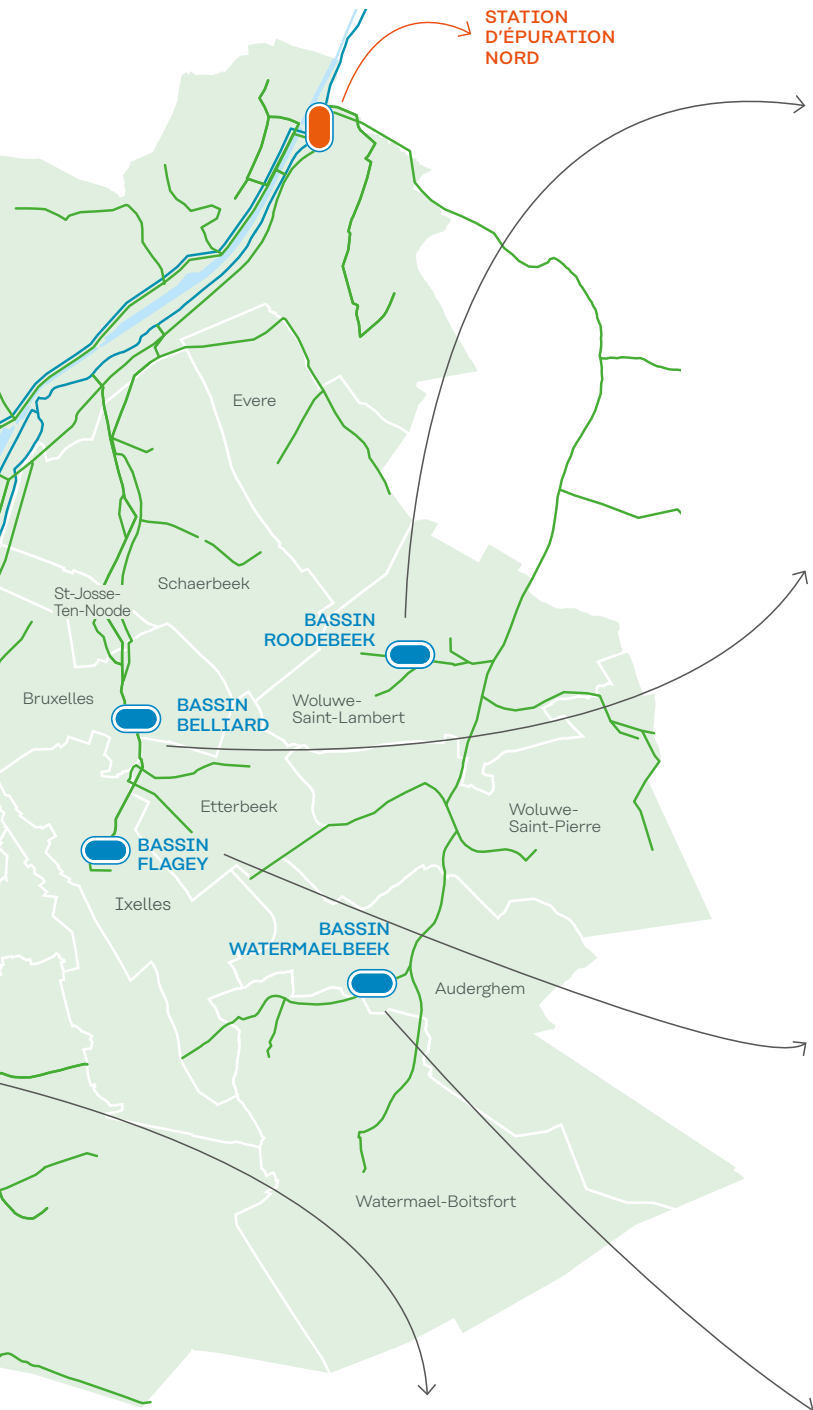 STATION
D'ÉPURATION
NORD
Evere
Schaerbeek
St-Josse-
Ten-Noode
BASSIN
ROODEBEEK
Bruxelles
BASSIN
BELLIARD
Woluwe-
Saint-Lambert
Etterbeek
Woluwe-
Saint-Pierre
BASSIN
FLAGEY
Ixelles
BASSIN
WATERMAELBEEK
Auderghem
Watermael-Boitsfort